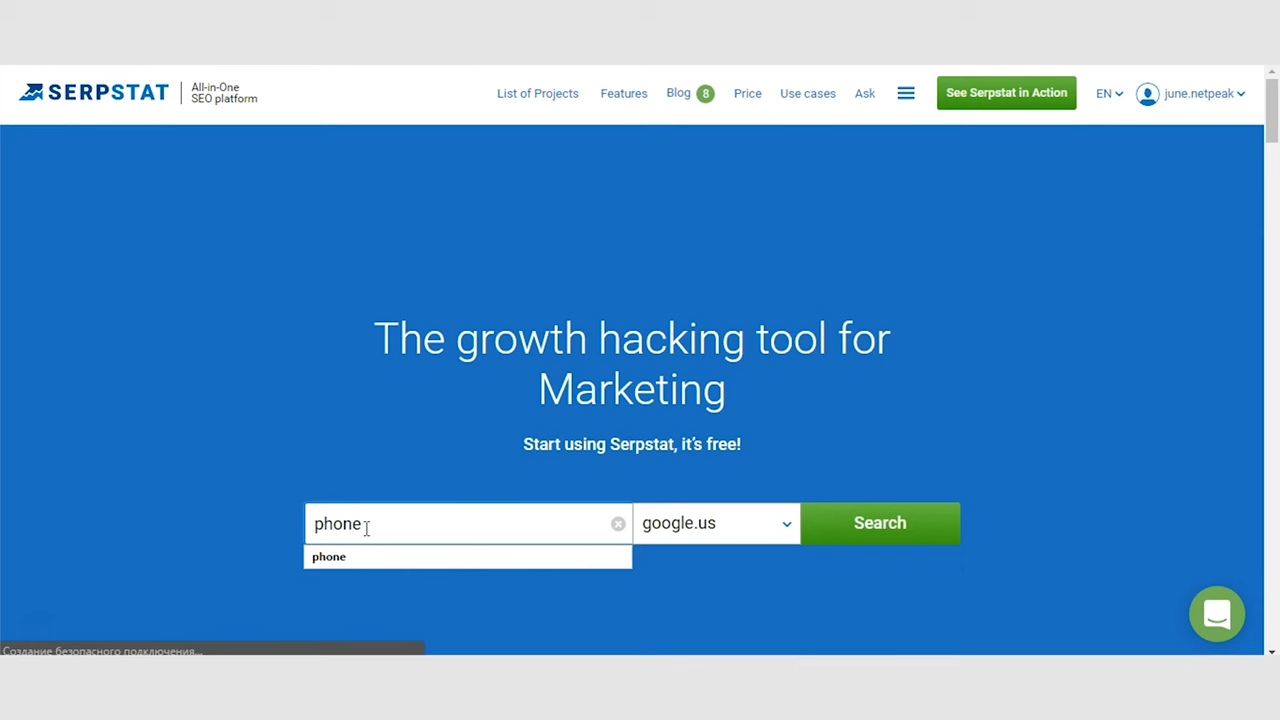 SERPSTAT
All-in-One
SEO platform
List of Projects
Features
Blog 8
Price
Use cases
Ask
See Serpstat in Action
EN
june.netpeak
The growth hacking tool for
Marketing
Start using Serpstat, it's free!
phone
google.us
Search
phone
Создание безопасного подключения...